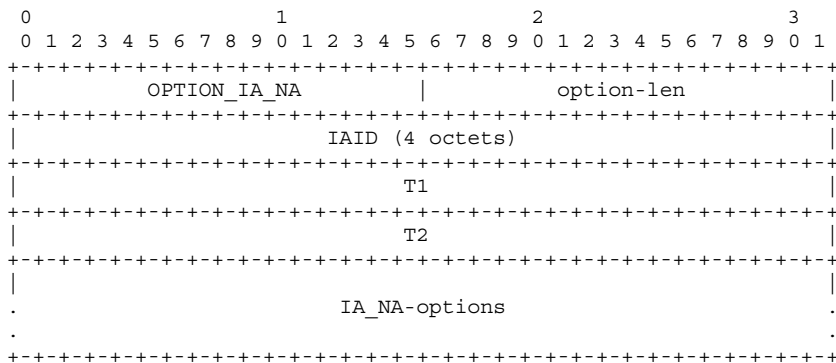 0                   1                   2                   3
 0 1 2 3 4 5 6 7 8 9 0 1 2 3 4 5 6 7 8 9 0 1 2 3 4 5 6 7 8 9 0 1
+-+-+-+-+-+-+-+-+-+-+-+-+-+-+-+-+-+-+-+-+-+-+-+-+-+-+-+-+-+-+-+-+
|          OPTION_IA_NA         |          option-len           |
+-+-+-+-+-+-+-+-+-+-+-+-+-+-+-+-+-+-+-+-+-+-+-+-+-+-+-+-+-+-+-+-+
|                        IAID (4 octets)                        |
+-+-+-+-+-+-+-+-+-+-+-+-+-+-+-+-+-+-+-+-+-+-+-+-+-+-+-+-+-+-+-+-+
|                              T1                               |
+-+-+-+-+-+-+-+-+-+-+-+-+-+-+-+-+-+-+-+-+-+-+-+-+-+-+-+-+-+-+-+-+
|                              T2                               |
+-+-+-+-+-+-+-+-+-+-+-+-+-+-+-+-+-+-+-+-+-+-+-+-+-+-+-+-+-+-+-+-+
|                                                               |
.                         IA_NA-options                         .
.                                                               .
+-+-+-+-+-+-+-+-+-+-+-+-+-+-+-+-+-+-+-+-+-+-+-+-+-+-+-+-+-+-+-+-+